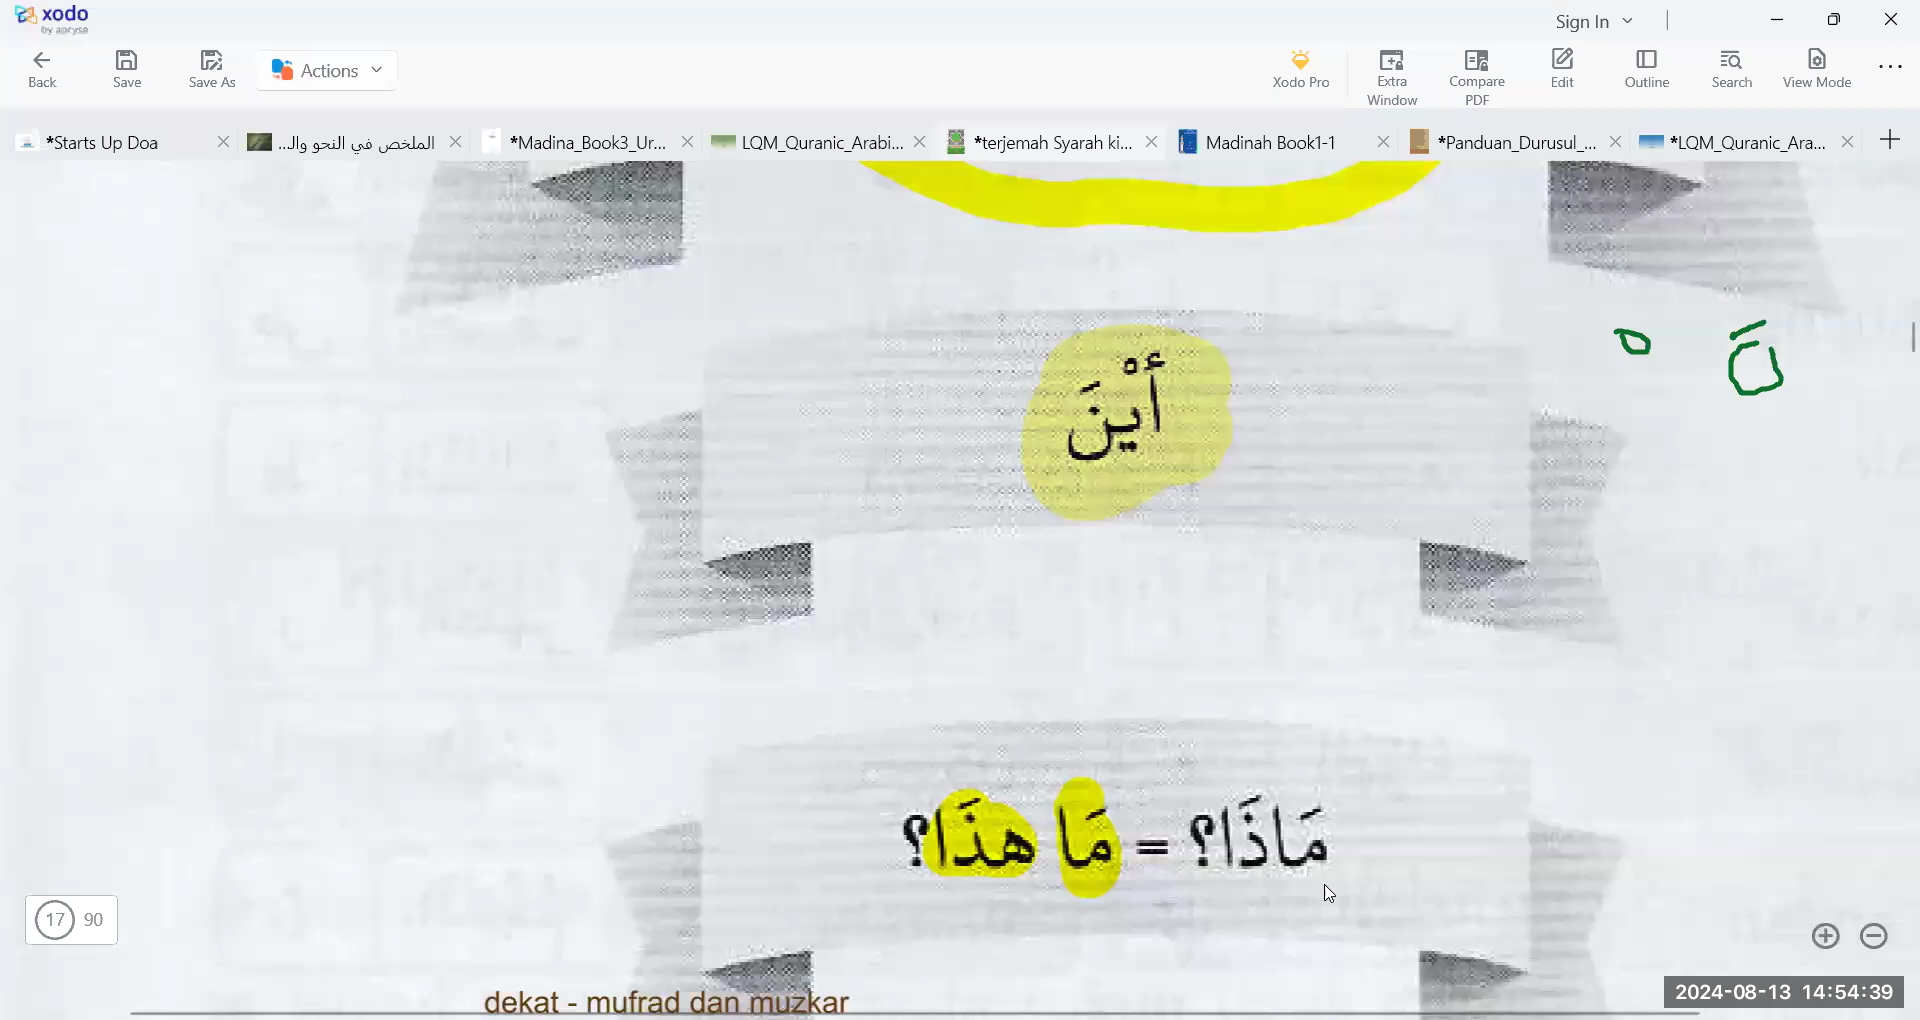 xodo
by apryse
Sign In
Back
Save
Save As
Actions
Xodo Pro
Extra Window
Compare PDF
Edit
Outline
Search
View Mode
*Starts Up Doa
الملخص في النحو وال...
*Madina_Book3_Ur...
LQM_Quranic_Arabi...
*terjemah Syarah ki...
Madinah Book1-1
*Panduan_Durusul_...
*LQM_Quranic_Ara...
أَيْنَ
مَاذَا؟ = مَا هذَا؟
17 90
dekat - mufrad dan muzkar
2024-08-13 14:54:39